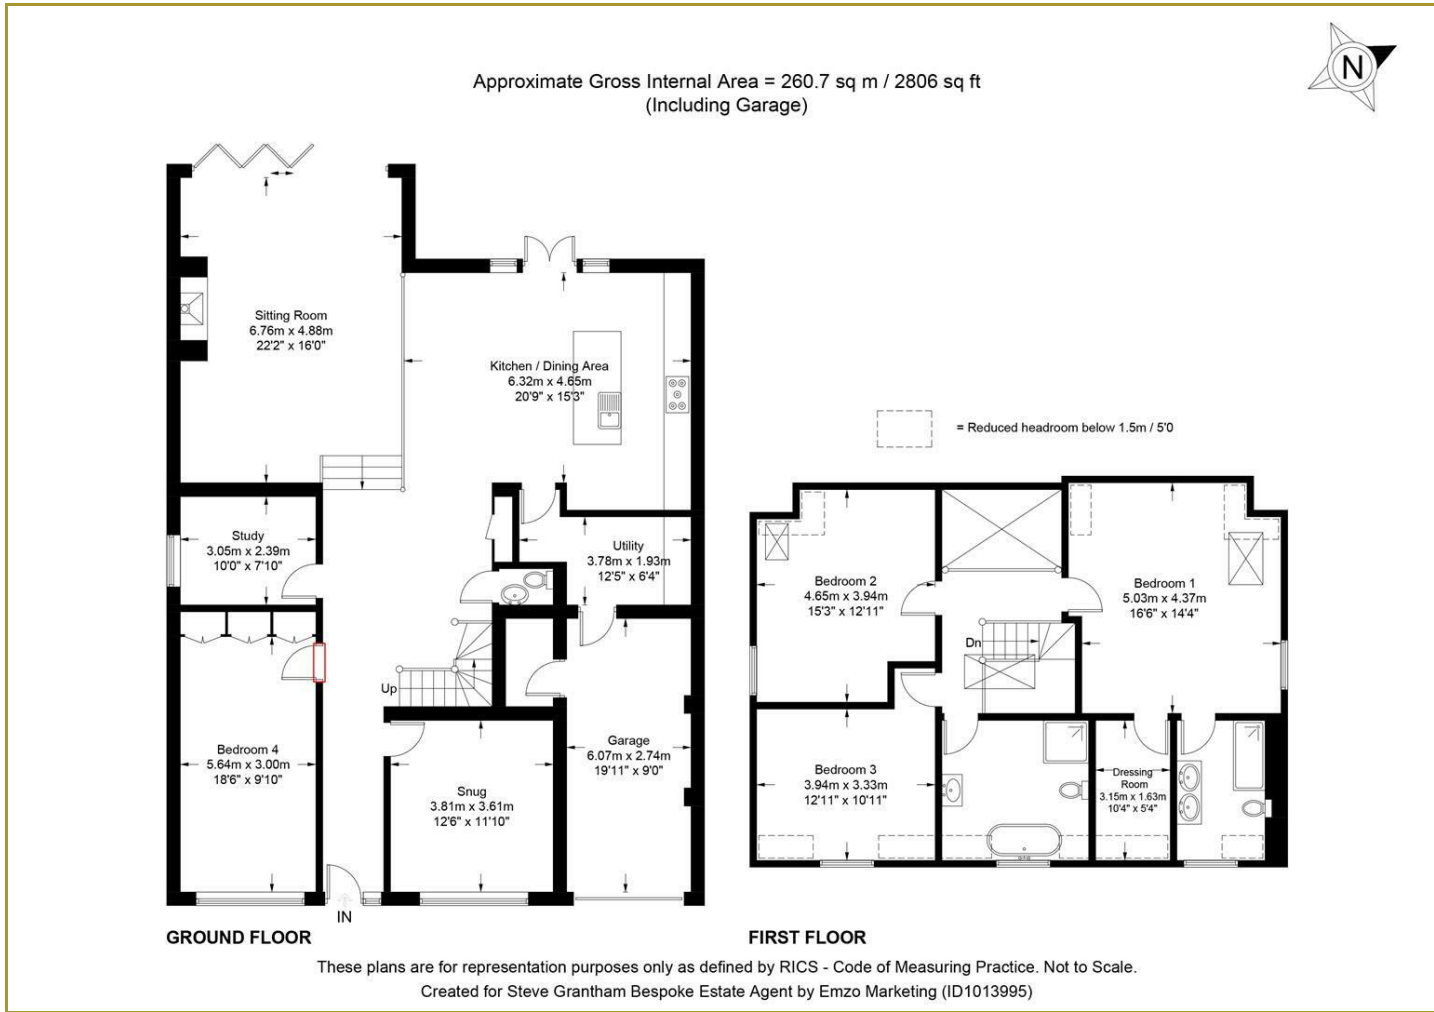 N
Approximate Gross Internal Area = 260.7 sq m / 2806 sq ft
(Including Garage)
Sitting Room
6.76m x 4.88m
22'2" x 16'0"
Kitchen / Dining Area
6.32m x 4.65m
20'9" x 15'3"
Study
3.05m x 2.39m
10'0" x 7'10"
Utility
3.78m x 1.93m
12'5" x 6'4"
Up
Bedroom 4
5.64m x 3.00m
18'6" x 9'10"
Snug
3.81m x 3.61m
12'6" x 11'10"
Garage
6.07m x 2.74m
19'11" x 9'0"
IN
GROUND FLOOR
= Reduced headroom below 1.5m / 5'0
Bedroom 2
4.65m x 3.94m
15'3" x 12'11"
Bedroom 1
5.03m x 4.37m
16'6" x 14'4"
Dn
Bedroom 3
3.94m x 3.33m
12'11" x 10'11"
Dressing
Room
3.15m x 1.63m
10'4" x 5'4"
FIRST FLOOR
These plans are for representation purposes only as defined by RICS - Code of Measuring Practice. Not to Scale.
Created for Steve Grantham Bespoke Estate Agent by Emzo Marketing (ID1013995)